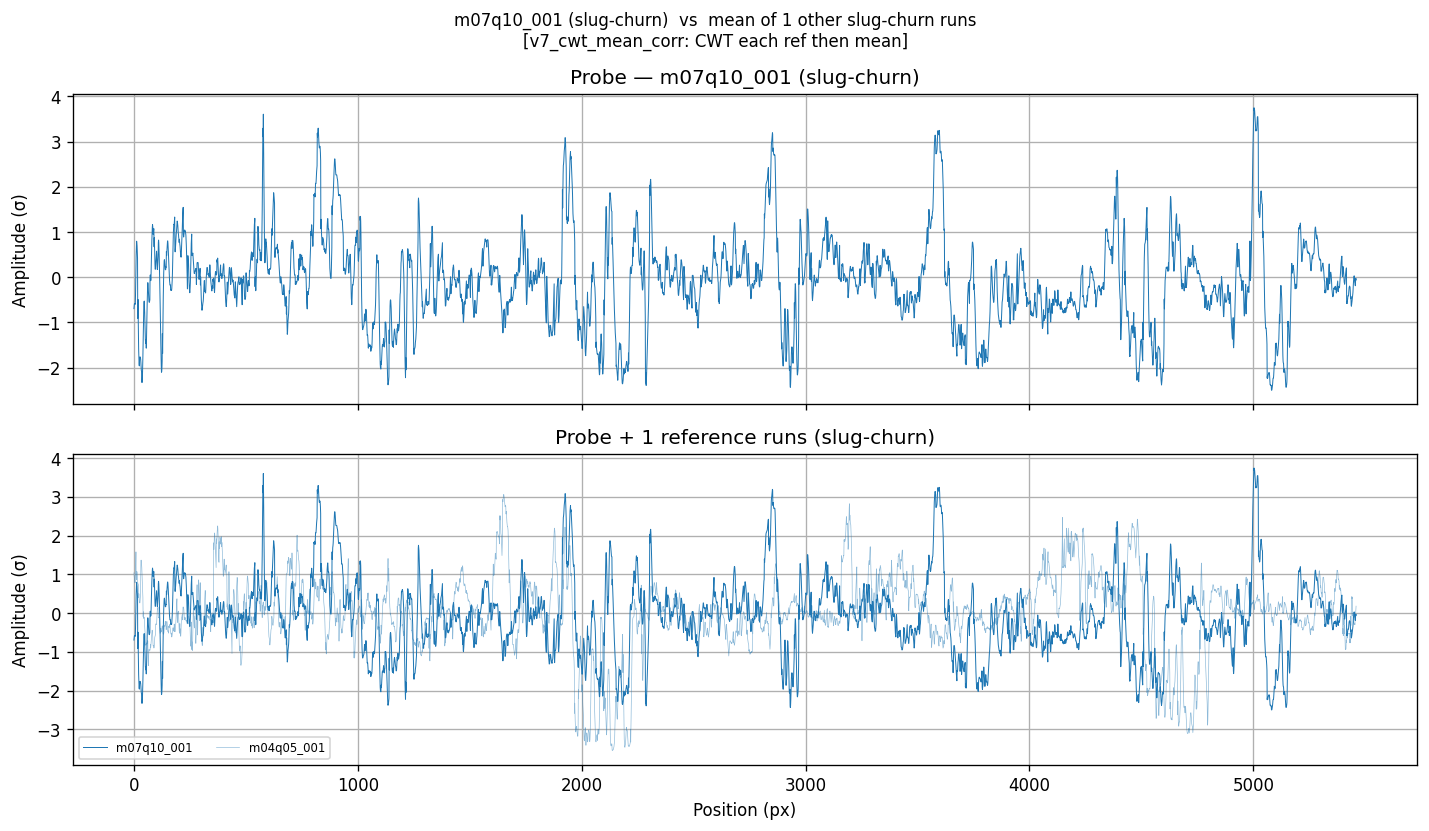 m07q10_001 (slug-churn)  vs  mean of 1 other slug-churn runs
[v7_cwt_mean_corr: CWT each ref then mean]
Probe — m07q10_001 (slug-churn)
4
3
2
1
0
−1
−2
Amplitude (σ)
Probe + 1 reference runs (slug-churn)
4
3
2
1
0
−1
−2
−3
Amplitude (σ)
m07q10_001
m04q05_001
0 1000 2000 3000 4000 5000
Position (px)